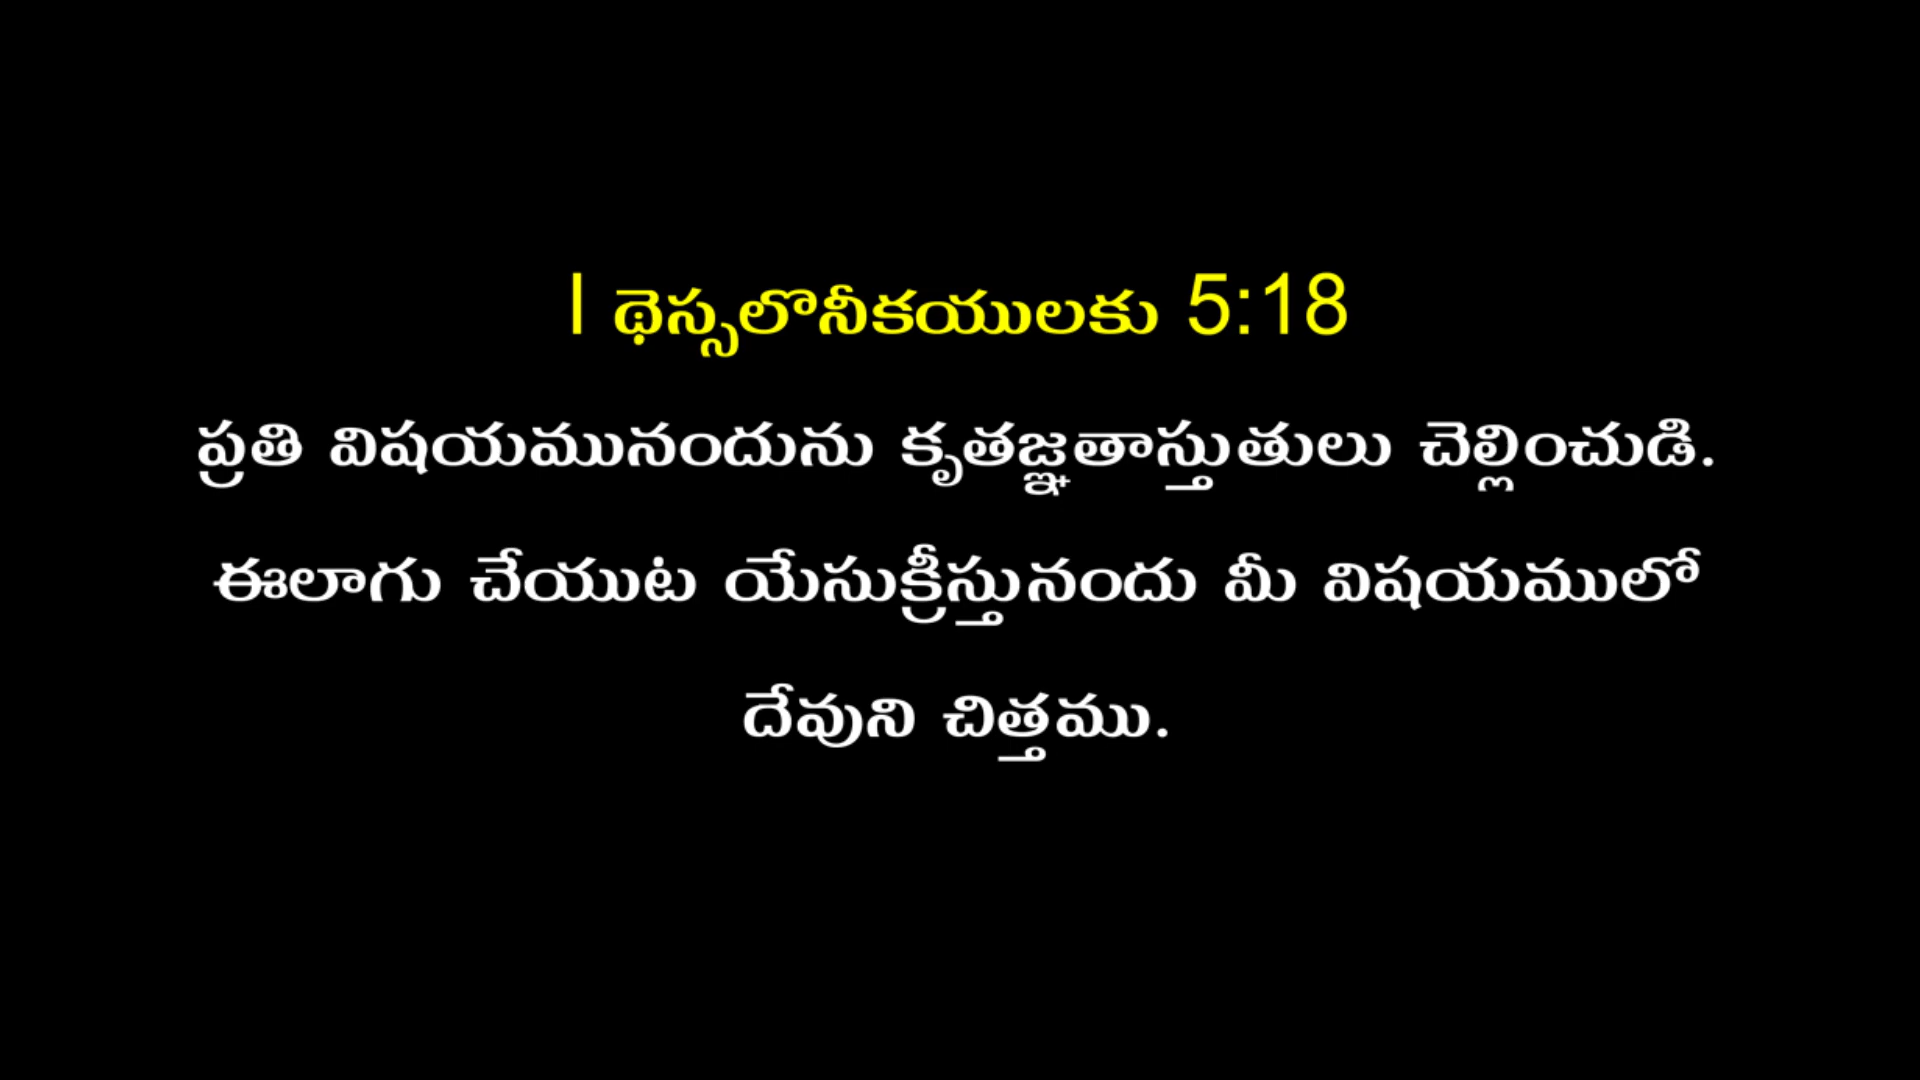 I థెస్సలొనీకయులకు 5:18
ప్రతి విషయమునందును కృతజ్ఞతాస్తుతులు చెల్లించుడి.
ఈలాగు చేయుట యేసుక్రీస్తునందు మీ విషయములో
దేవుని చిత్తము.